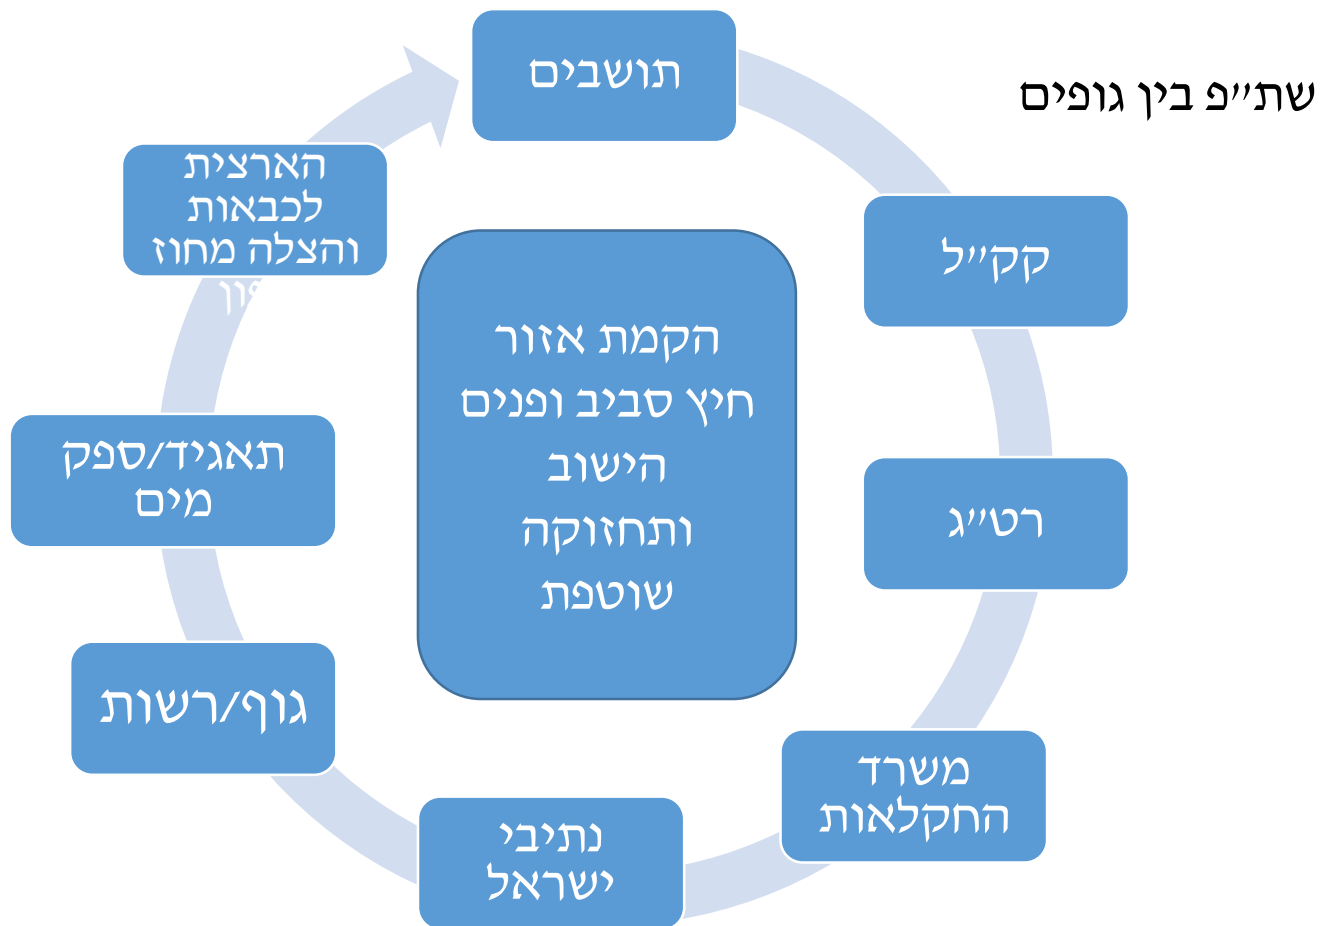 שת״פ בין גופים
תושבים
קק״ל
רט״ג
משרד
החקלאות
נתיבי
ישראל
גוף/רשות
תאגיד/ספק
מים
הארצית
לכבאות
והצלה מחוז
הקמת אזור
חיץ סביב ופנים
הישוב
ותחזוקה
שוטפת